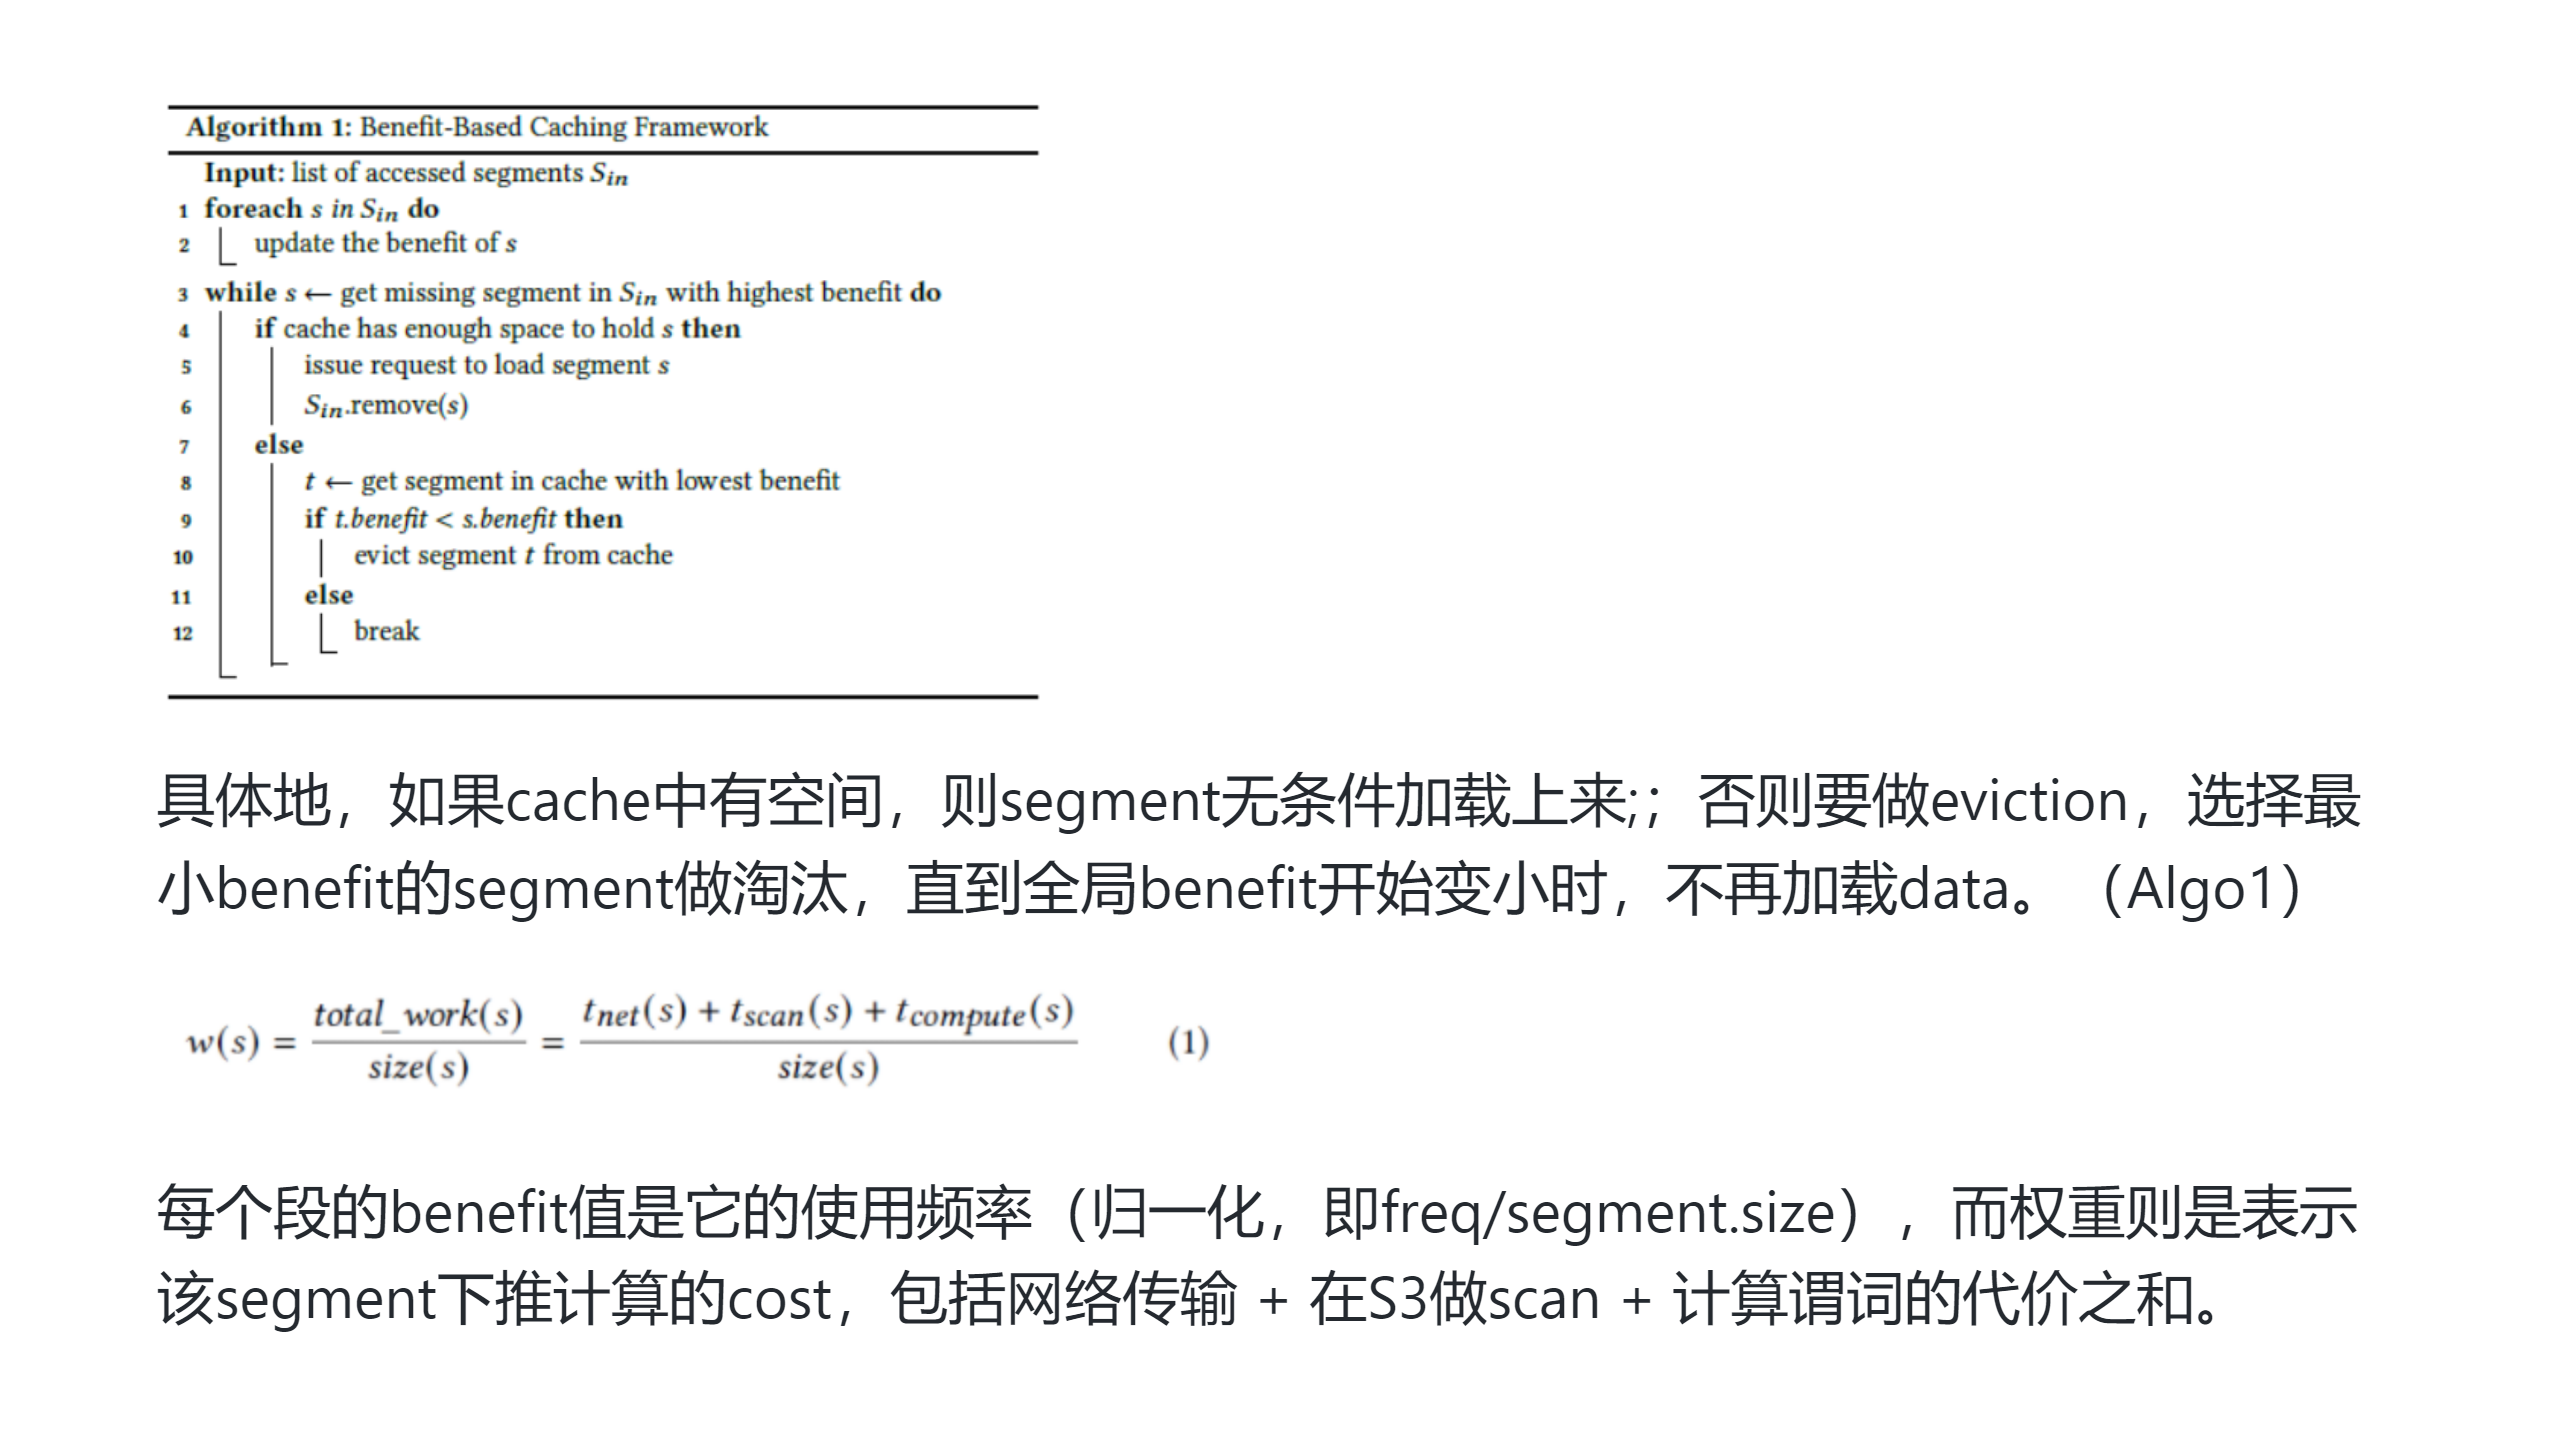 Algorithm 1: Benefit-Based Caching Framework
Input: list of accessed segments S_in
1 foreach s in S_in do
2 update the benefit of s
3 while s ← get missing segment in S_in with highest benefit do
4 if cache has enough space to hold s then
5 issue request to load segment s
6 S_in.remove(s)
7 else
8 t ← get segment in cache with lowest benefit
9 if t.benefit < s.benefit then
10 evict segment t from cache
11 else
12 break
具体地，如果cache中有空间，则segment无条件加载上来;；否则要做eviction，选择最
小benefit的segment做淘汰，直到全局benefit开始变小时，不再加载data。（Algo1）
w(s) = total_work(s) / size(s) = (t_net(s) + t_scan(s) + t_compute(s)) / size(s) (1)
每个段的benefit值是它的使用频率（归一化，即freq/segment.size），而权重则是表示
该segment下推计算的cost，包括网络传输 + 在S3做scan + 计算谓词的代价之和。